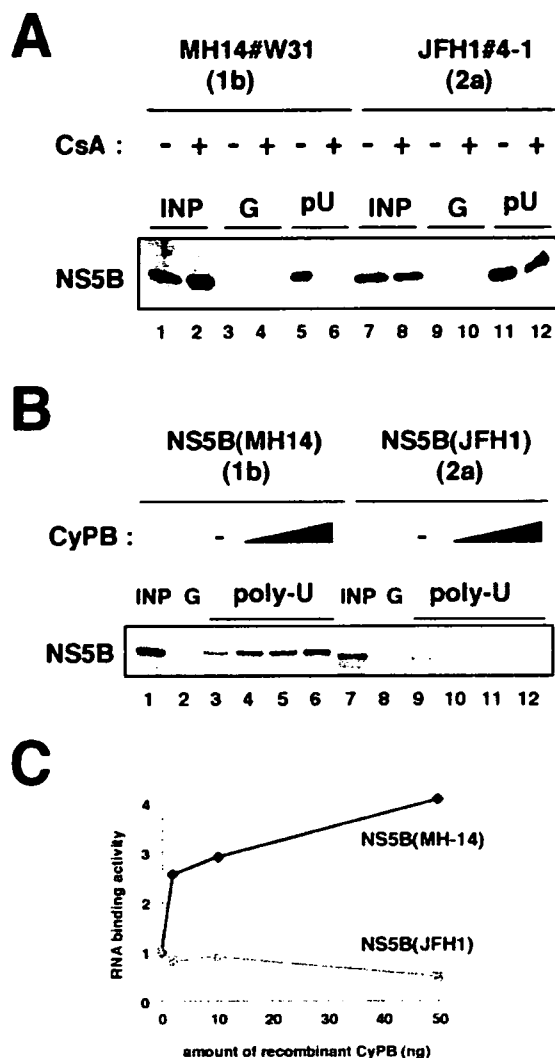 A
MH14#W31 JFH1#4-1
(1b) (2a)
CsA : - + - + - + - + - + - +
INP G pU INP G pU
NS5B
1 2 3 4 5 6 7 8 9 10 11 12
B
NS5B(MH14) NS5B(JFH1)
(1b) (2a)
CyPB : - -
INP G poly-U INP G poly-U
NS5B
1 2 3 4 5 6 7 8 9 10 11 12
C
4
3
2
1
0
RNA binding activity
NS5B(MH-14)
NS5B(JFH1)
0 10 20 30 40 50
amount of recombinant CyPB (ng)